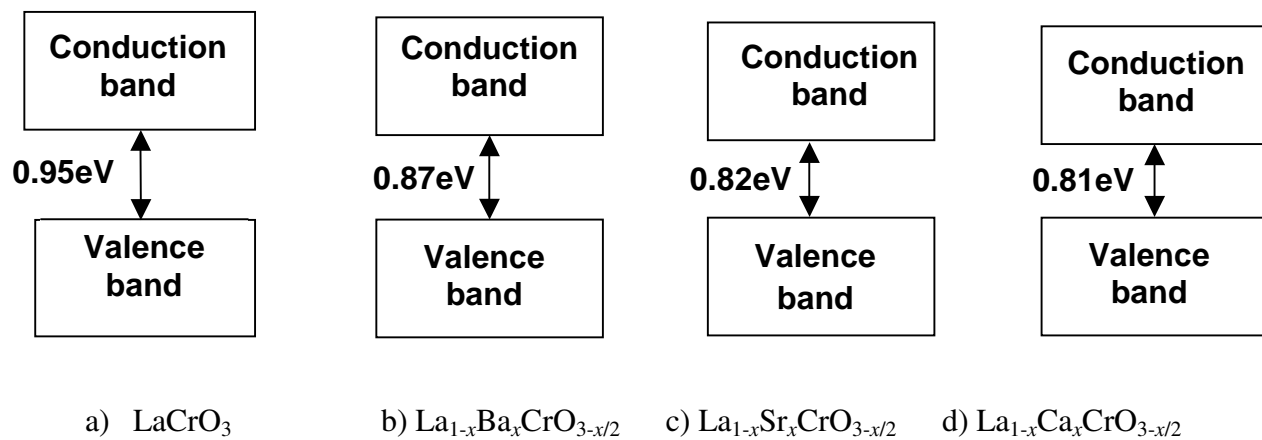 Conduction
band
0.95eV
Valence
band
a) LaCrO3
Conduction
band
0.87eV
Valence
band
b) La1-xBaxCrO3-x/2
Conduction
band
0.82eV
Valence
band
c) La1-xSrxCrO3-x/2
Conduction
band
0.81eV
Valence
band
d) La1-xCaxCrO3-x/2